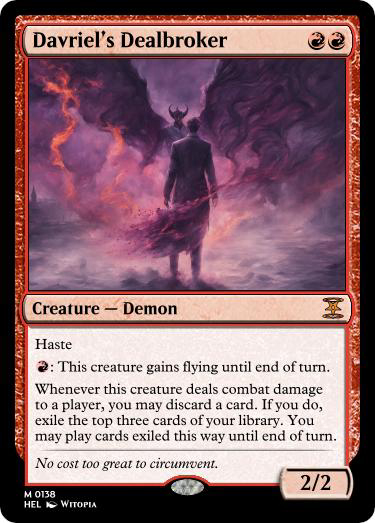 Davriel's Dealbroker
Creature — Demon
Haste
: This creature gains flying until end of turn.
Whenever this creature deals combat damage
to a player, you may discard a card. If you do,
exile the top three cards of your library. You
may play cards exiled this way until end of turn.
No cost too great to circumvent.
2/2
M 0138
HEL Witopia